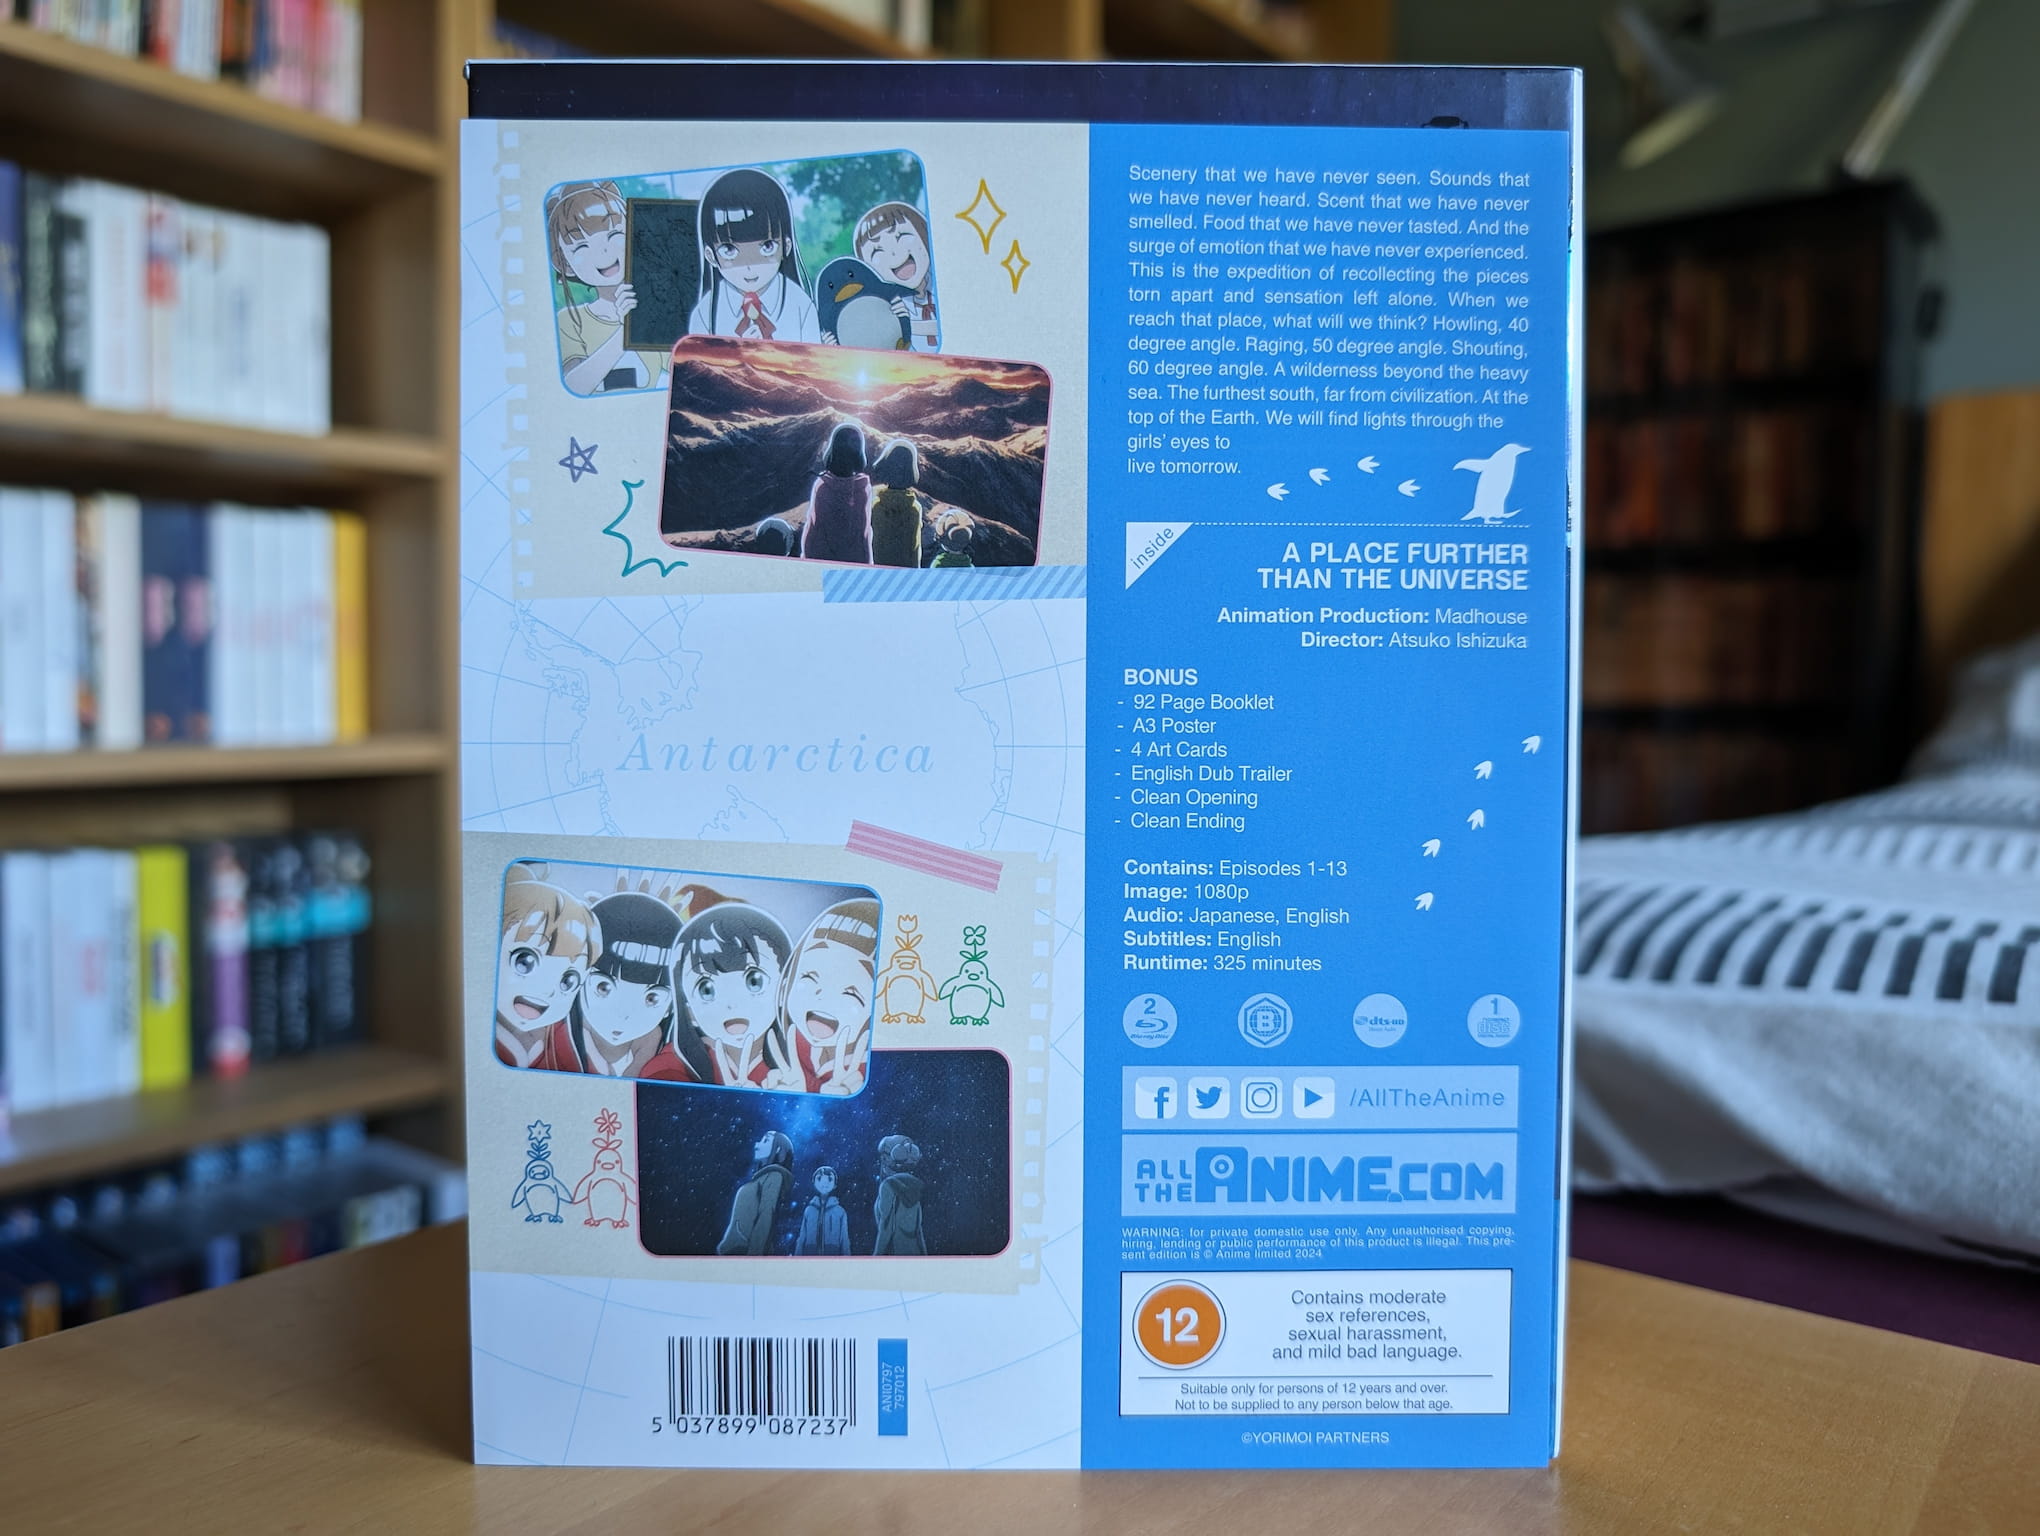 Scenery that we have never seen. Sounds that
we have never heard. Scent that we have never
smelled. Food that we have never tasted. And the
surge of emotion that we have never experienced.
This is the expedition of recollecting the pieces
torn apart and sensation left alone. When we
reach that place, what will we think? Howling, 40
degree angle. Raging, 50 degree angle. Shouting,
60 degree angle. A wilderness beyond the heavy
sea. The furthest south, far from civilization. At the
top of the Earth. We will find lights through the
girls' eyes to
live tomorrow.
inside
A PLACE FURTHER
THAN THE UNIVERSE
Animation Production: Madhouse
Director: Atsuko Ishizuka
BONUS
- 92 Page Booklet
- A3 Poster
- 4 Art Cards
- English Dub Trailer
- Clean Opening
- Clean Ending
Contains: Episodes 1-13
Image: 1080p
Audio: Japanese, English
Subtitles: English
Runtime: 325 minutes
2
Blu-ray Disc
B
dts-HD
Master Audio
1
COMPACT
disc
DIGITAL AUDIO
/AllTheAnime
ALL
THE
ANIME.COM
WARNING: for private domestic use only. Any unauthorised copying,
hiring, lending or public performance of this product is illegal. This pre-
sent edition is © Anime limited 2024
12
Contains moderate
sex references,
sexual harassment,
and mild bad language.
Suitable only for persons of 12 years and over.
Not to be supplied to any person below that age.
©YORIMOI PARTNERS
Antarctica
5 037899 087237
ANI0797
797012